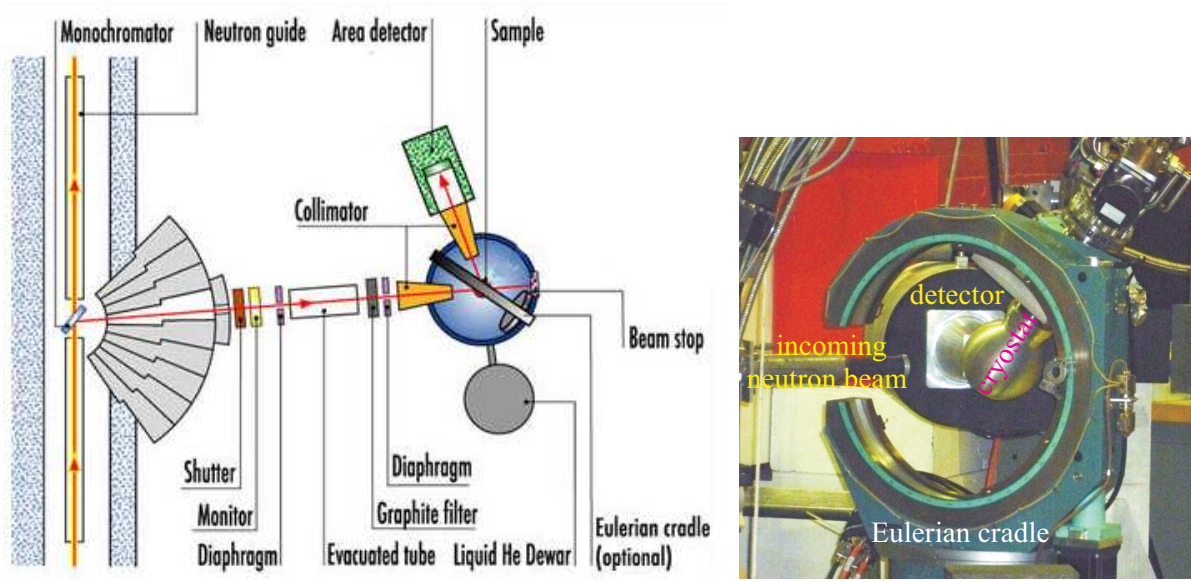 Monochromator
Neutron guide
Area detector
Sample
Collimator
Beam stop
Shutter
Monitor
Diaphragm
Evacuated tube
Diaphragm
Graphite filter
Liquid He Dewar
Eulerian cradle
(optional)
detector
cryostat
incoming
neutron beam
Eulerian cradle